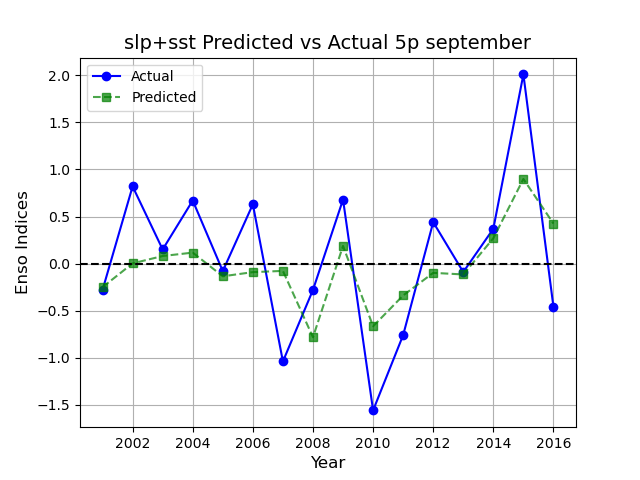 slp+sst Predicted vs Actual 5p september
Actual
Predicted
2.0
1.5
1.0
0.5
0.0
−0.5
−1.0
−1.5
Enso Indices
2002 2004 2006 2008 2010 2012 2014 2016
Year